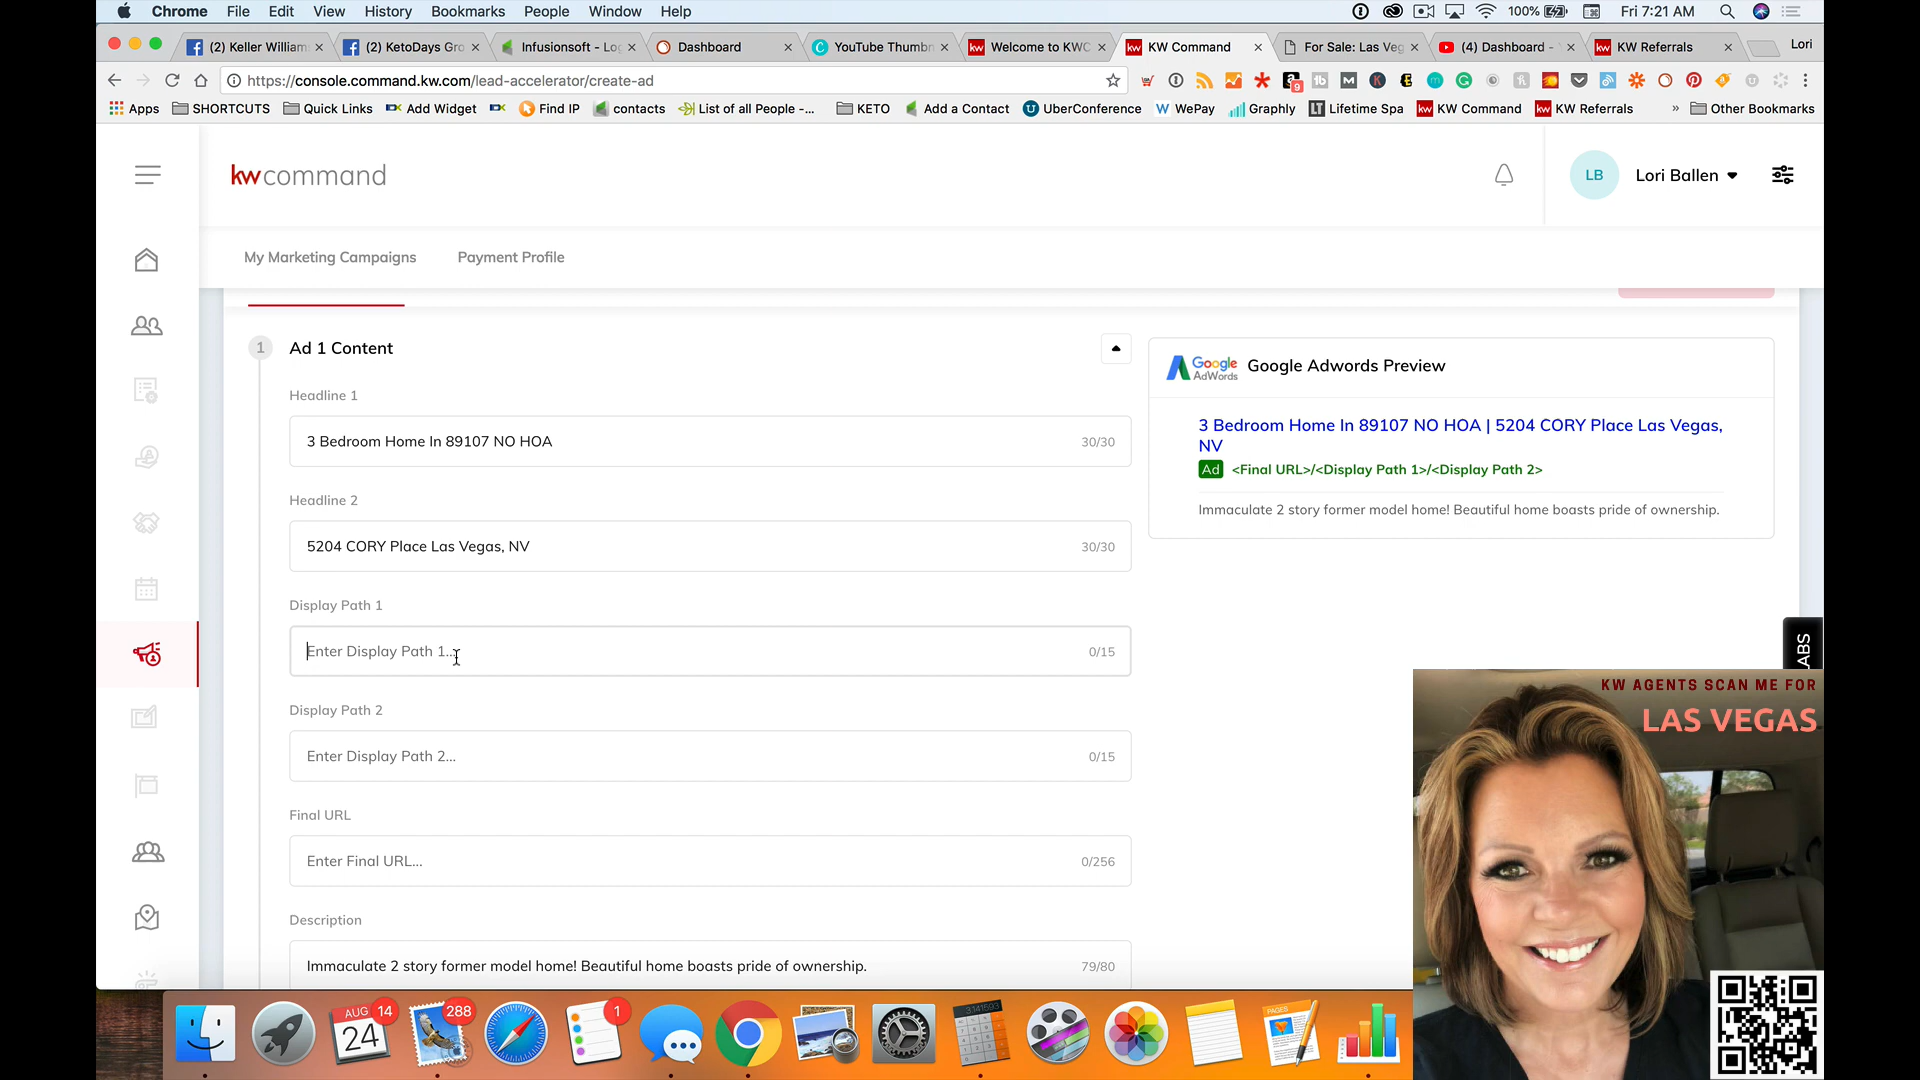 Chrome File Edit View History Bookmarks People Window Help 100% Fri 7:21 AM
(2) Keller William (2) KetoDays Gro Infusionsoft - Lo Dashboard YouTube Thumbn Welcome to KWC KW Command For Sale: Las Veg (4) Dashboard - KW Referrals Lori
https://console.command.kw.com/lead-accelerator/create-ad
Apps SHORTCUTS Quick Links Add Widget Find IP contacts List of all People -... KETO Add a Contact UberConference WePay Graphly Lifetime Spa KW Command KW Referrals » Other Bookmarks
kwcommand
LB Lori Ballen
My Marketing Campaigns Payment Profile
1 Ad 1 Content
Headline 1
3 Bedroom Home In 89107 NO HOA 30/30
Headline 2
5204 CORY Place Las Vegas, NV 30/30
Display Path 1
Enter Display Path 1... 0/15
Display Path 2
Enter Display Path 2... 0/15
Final URL
Enter Final URL... 0/256
Description
Immaculate 2 story former model home! Beautiful home boasts pride of ownership. 79/80
Google AdWords Google Adwords Preview
3 Bedroom Home In 89107 NO HOA | 5204 CORY Place Las Vegas,
NV
Ad <Final URL>/<Display Path 1>/<Display Path 2>
Immaculate 2 story former model home! Beautiful home boasts pride of ownership.
ABS
KW AGENTS SCAN ME FOR
LAS VEGAS
AUG 14 288 1
24
PAGES